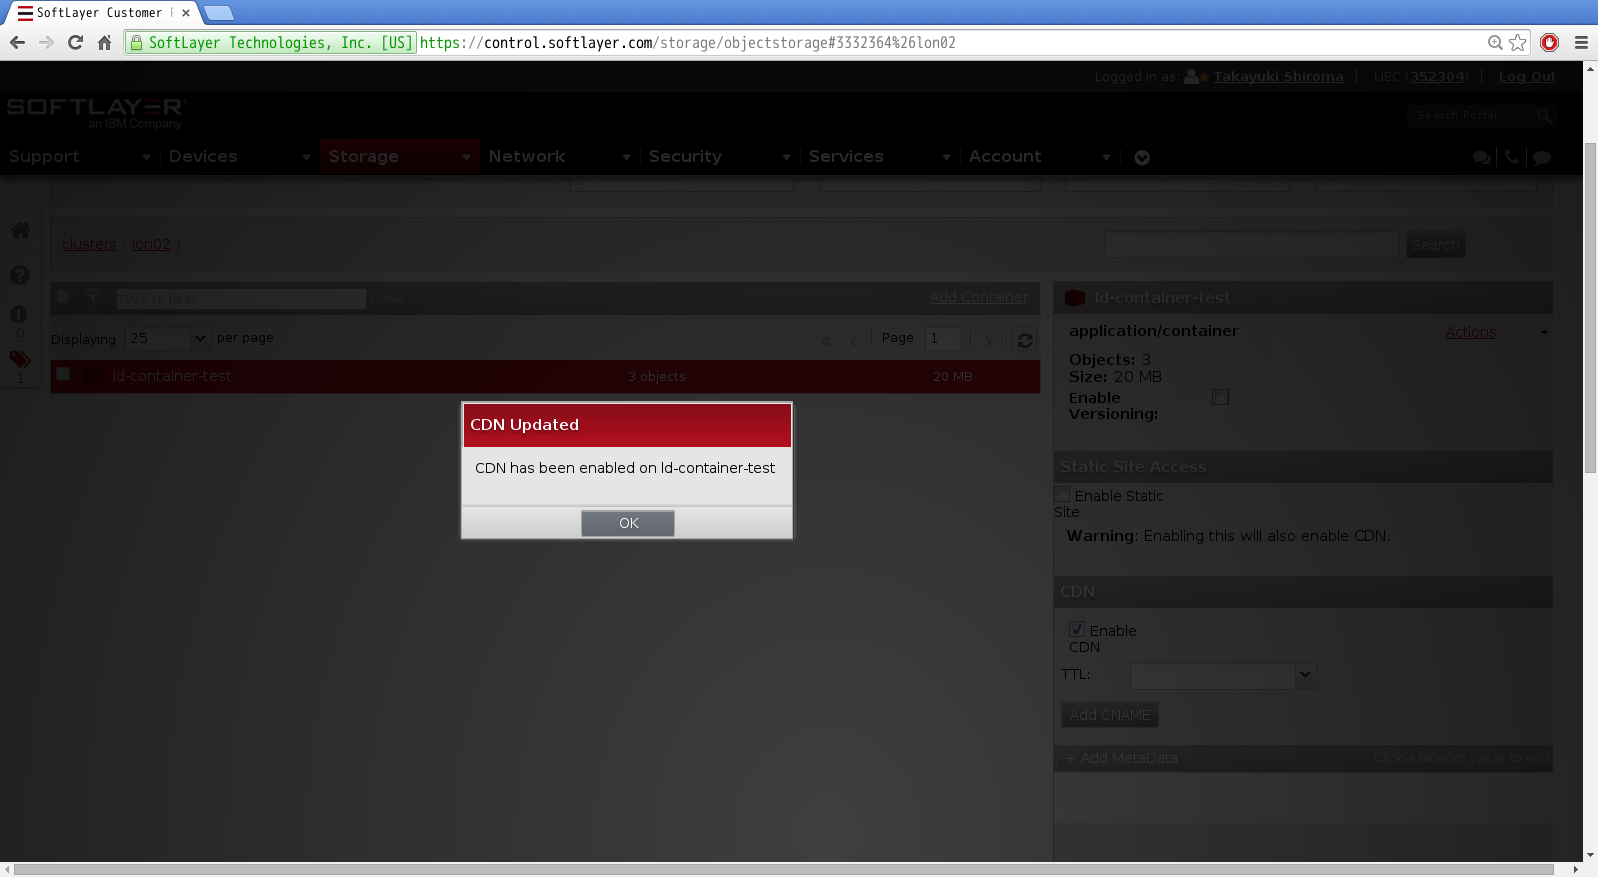 SoftLayer Customer
SoftLayer Technologies, Inc. [US] https://control.softlayer.com/storage/objectstorage#3332364%26lon02
Logged in as: Takayuki Shiroma | UEC (352304) | Log Out
SOFTLAYER
an IBM Company
Search Portal
Support Devices Storage Network Security Services Account
clusters : lon02 /
Search
Type to filter Clear Add Container
ld-container-test
Displaying 25 per page Page 1
application/container Actions
Objects: 3
Size: 20 MB
Enable
Versioning:
0
1
ld-container-test 3 objects 20 MB
CDN Updated
CDN has been enabled on ld-container-test
OK
Static Site Access
Enable Static
Site
Warning: Enabling this will also enable CDN.
CDN
Enable
CDN
TTL:
Add CNAME
+ Add MetaData Click a label or value to edit